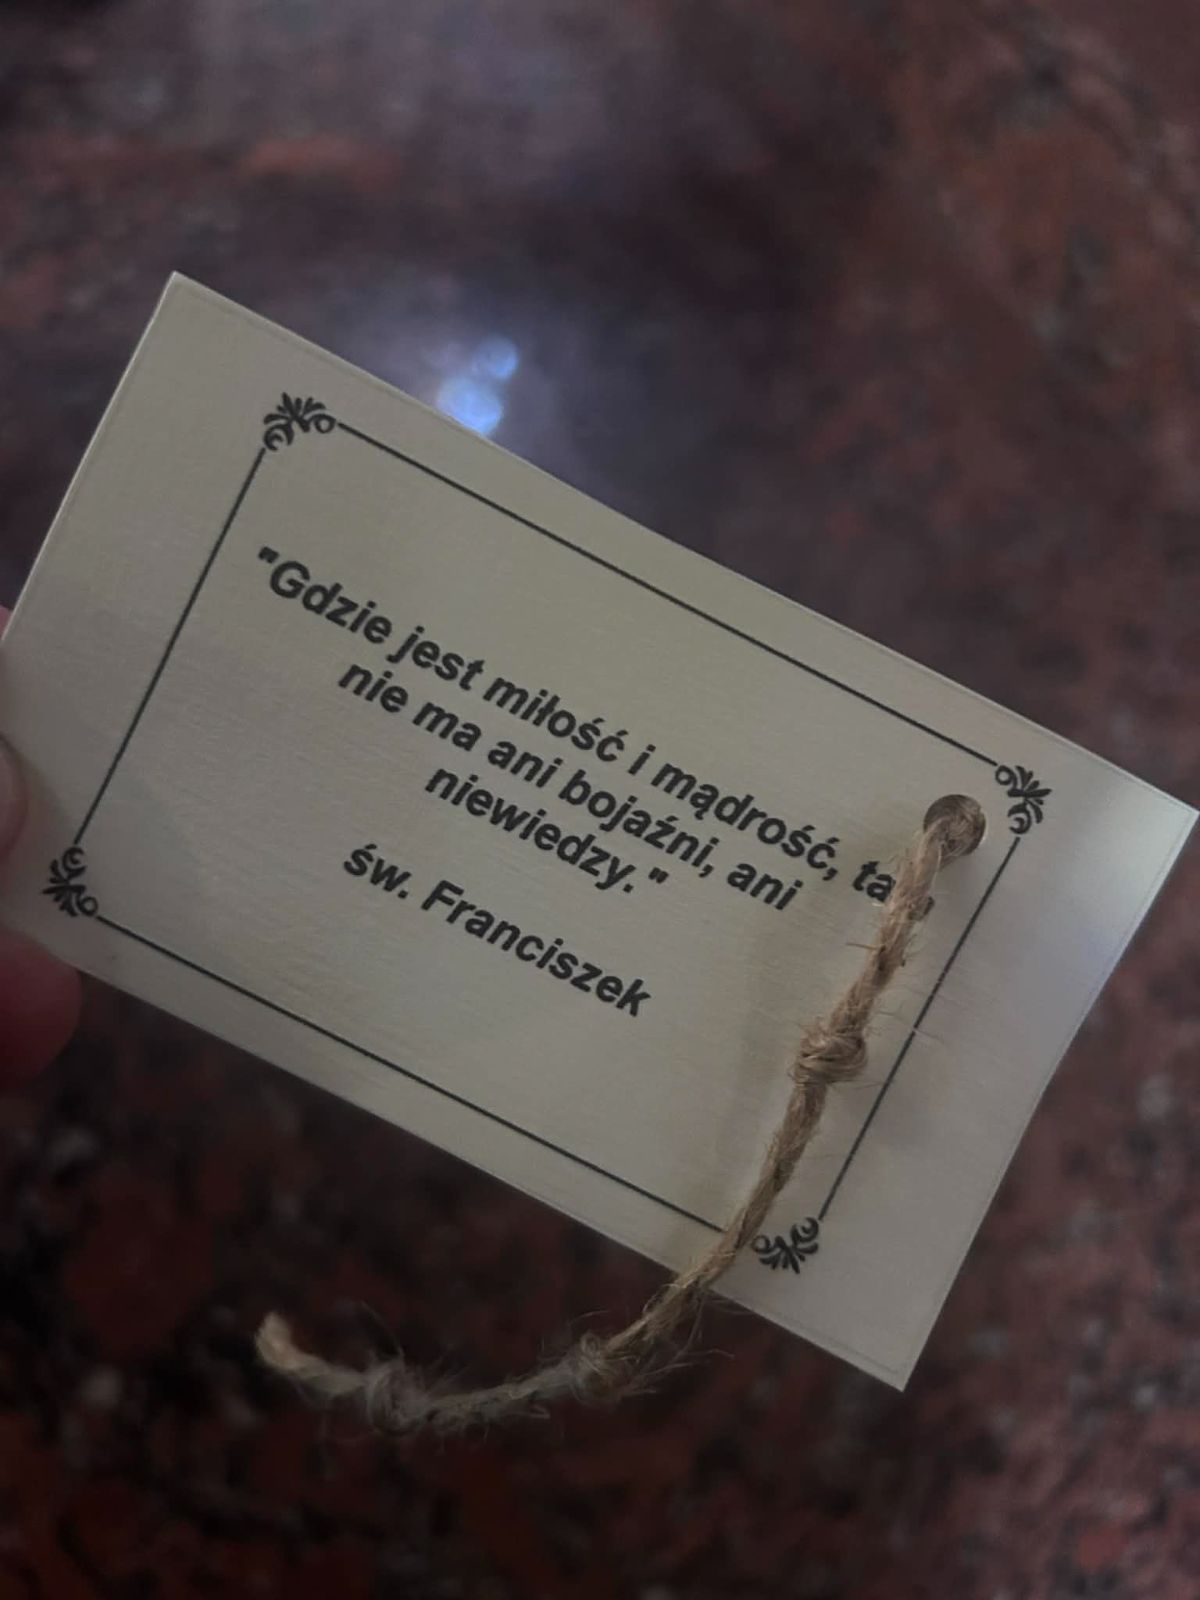 "Gdzie jest miłość i mądrość, ta
nie ma ani bojaźni, ani
niewiedzy."
św. Franciszek